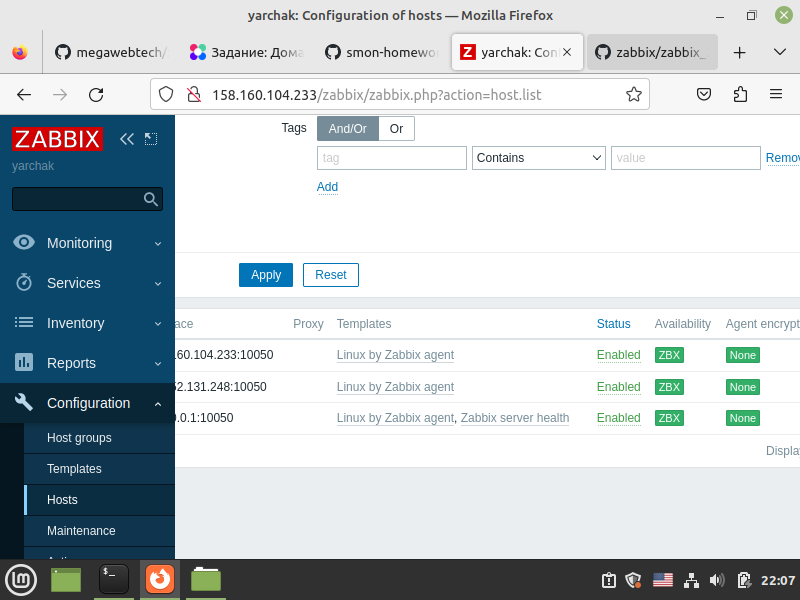 yarchak: Configuration of hosts — Mozilla Firefox
megawebtech/
Задание: Дома
smon-homewo
yarchak: Con
zabbix/zabbix_
158.160.104.233/zabbix/zabbix.php?action=host.list
ZABBIX
yarchak
Monitoring
Services
Inventory
Reports
Configuration
Host groups
Templates
Hosts
Maintenance
Tags And/Or Or
tag Contains value Remov
Add
Apply Reset
ace Proxy Templates Status Availability Agent encrypt
.60.104.233:10050 Linux by Zabbix agent Enabled ZBX None
52.131.248:10050 Linux by Zabbix agent Enabled ZBX None
0.0.1:10050 Linux by Zabbix agent, Zabbix server health Enabled ZBX None
Display
22:07